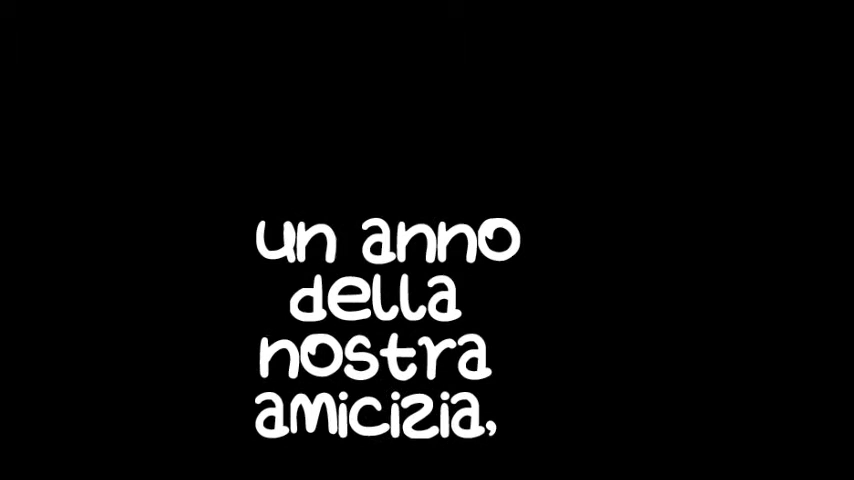 un anno
della
nostra
amicizia,